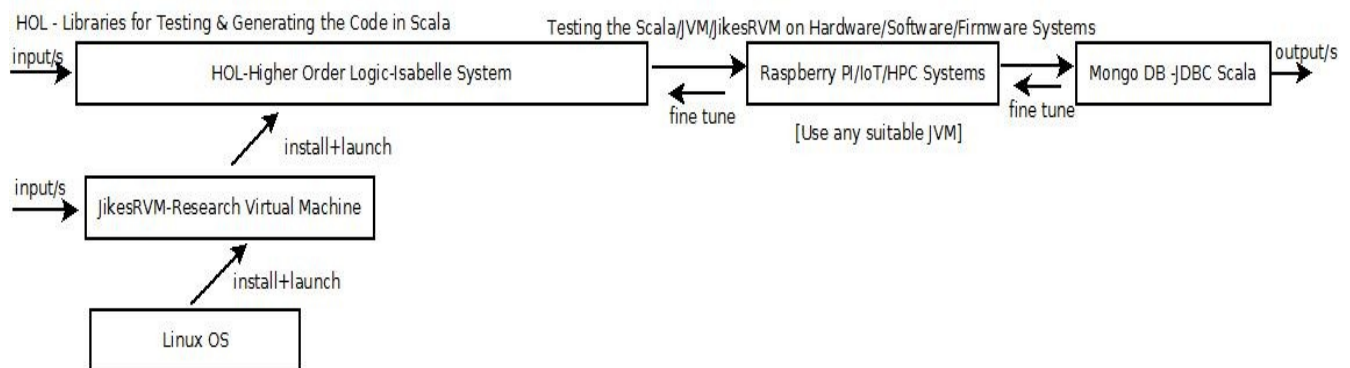 HOL - Libraries for Testing & Generating the Code in Scala
Testing the Scala/JVM/JikesRVM on Hardware/Software/Firmware Systems
input/s
HOL-Higher Order Logic-Isabelle System
Raspberry PI/IoT/HPC Systems
Mongo DB -JDBC Scala
output/s
fine tune
fine tune
[Use any suitable JVM]
install+launch
input/s
JikesRVM-Research Virtual Machine
install+launch
Linux OS